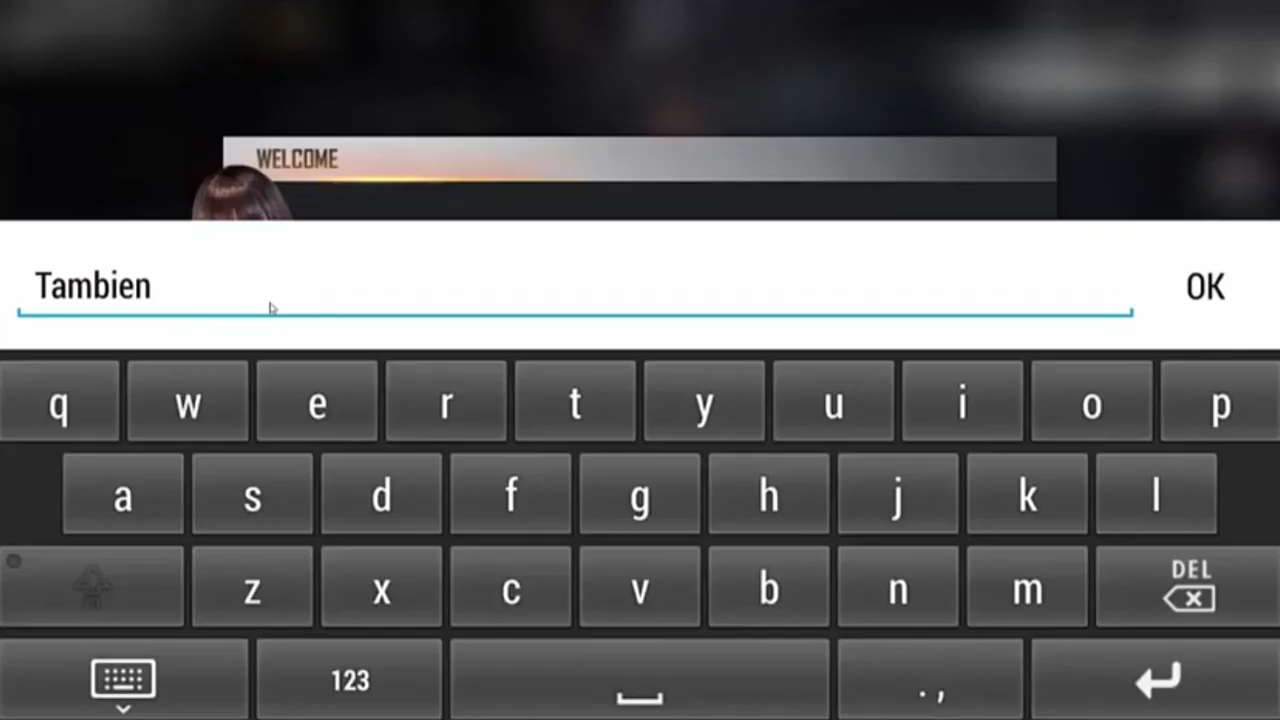 WELCOME
Tambien
OK
q w e r t y u i o p
a s d f g h j k l
z x c v b n m DEL
123 . ,